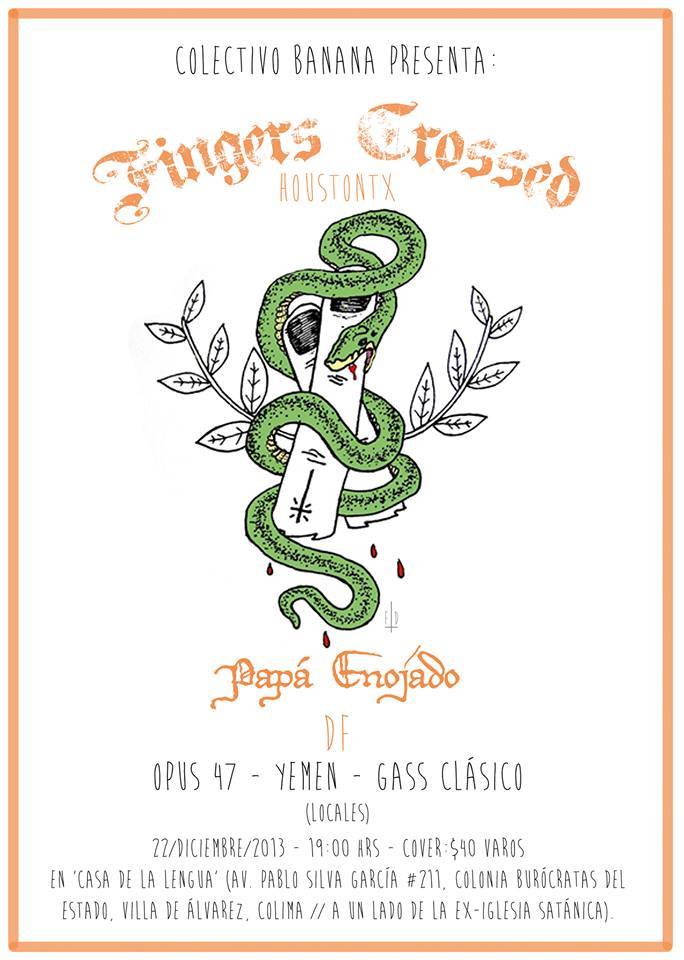 COLECTIVO BANANA PRESENTA:
Fingers Crossed
HOUSTONTX
E D
Papá Enojádo
DF
OPUS 47 - YEMEN - GASS CLÁSICO
(LOCALES)
22/DICIEMBRE/2013 - 19:00 HRS - COVER:$40 VAROS
EN 'CASA DE LA LENGUA' (AV. PABLO SILVA GARCÍA #211, COLONIA BURÓCRATAS DEL
ESTADO, VILLA DE ÁLVAREZ, COLIMA // A UN LADO DE LA EX-IGLESIA SATÁNICA).